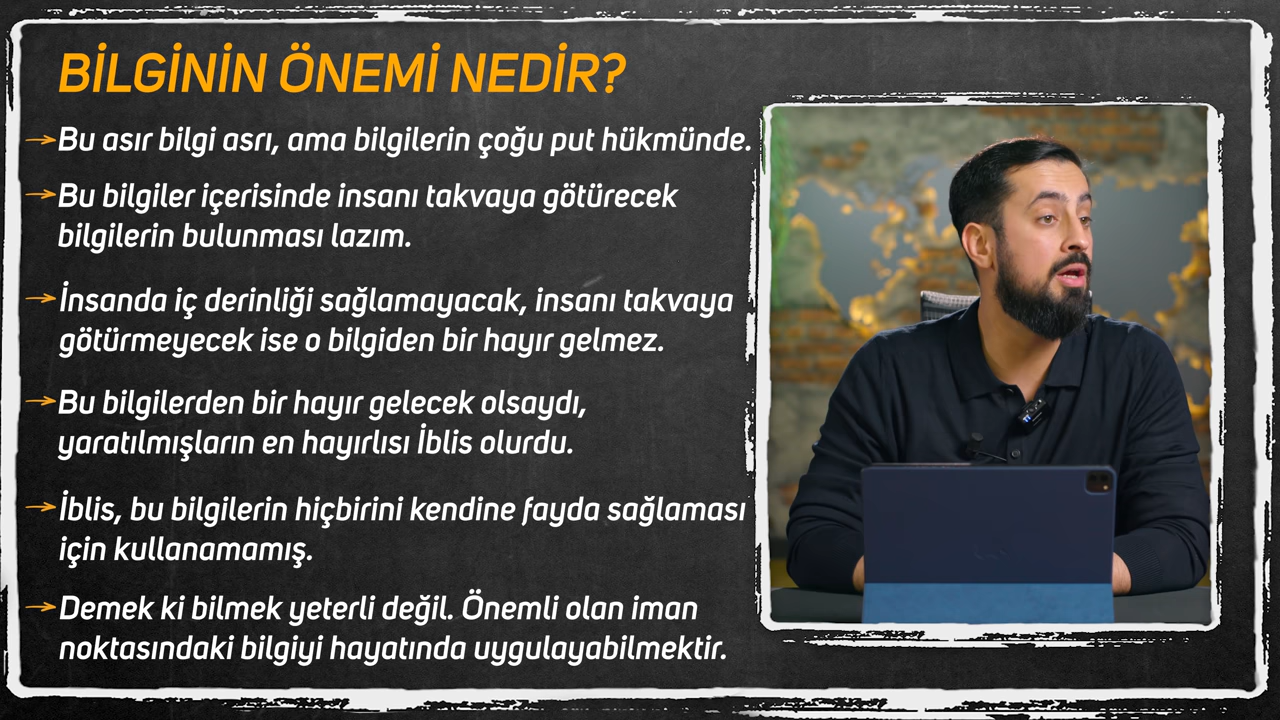 BİLGİNİN ÖNEMİ NEDİR?
→Bu asır bilgi asrı, ama bilgilerin çoğu put hükmünde.
→Bu bilgiler içerisinde insanı takvaya götürecek
bilgilerin bulunması lazım.
→İnsanda iç derinliği sağlamayacak, insanı takvaya
götürmeyecek ise o bilgiden bir hayır gelmez.
→Bu bilgilerden bir hayır gelecek olsaydı,
yaratılmışların en hayırlısı İblis olurdu.
→İblis, bu bilgilerin hiçbirini kendine fayda sağlaması
için kullanamamış.
→Demek ki bilmek yeterli değil. Önemli olan iman
noktasındaki bilgiyi hayatında uygulayabilmektir.